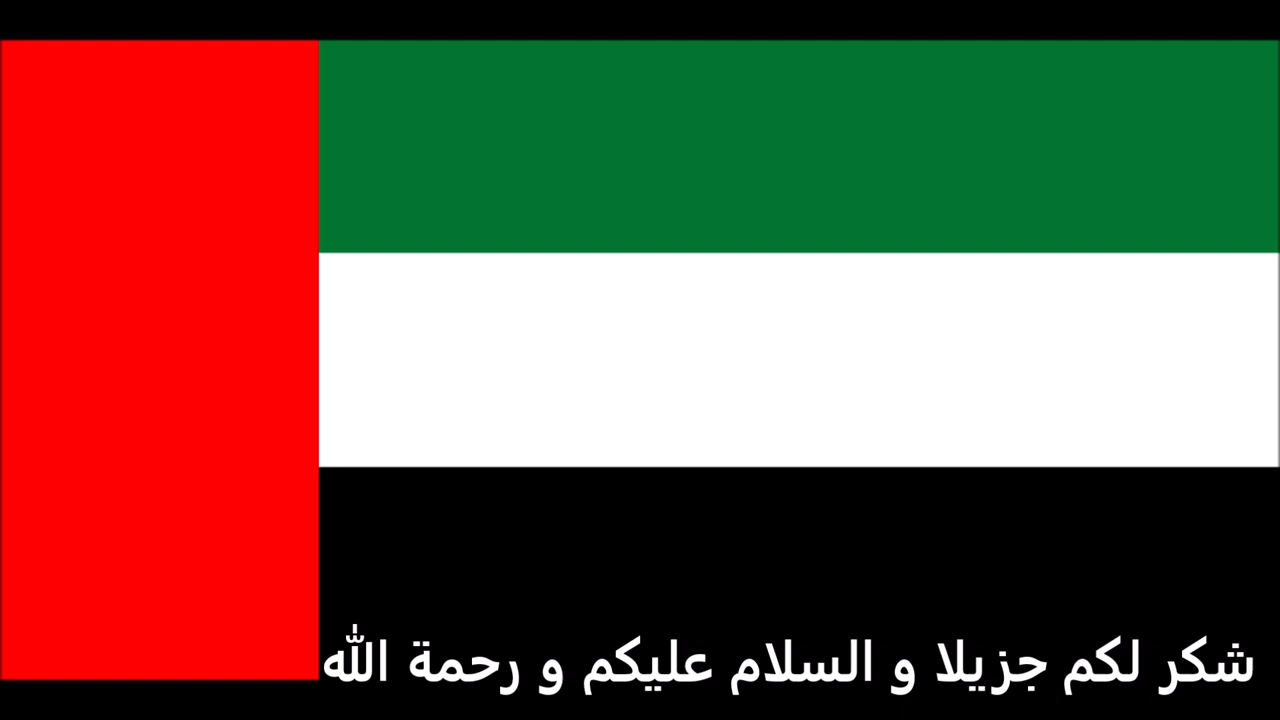 شكر لكم جزيلا و السلام عليكم و رحمة الله